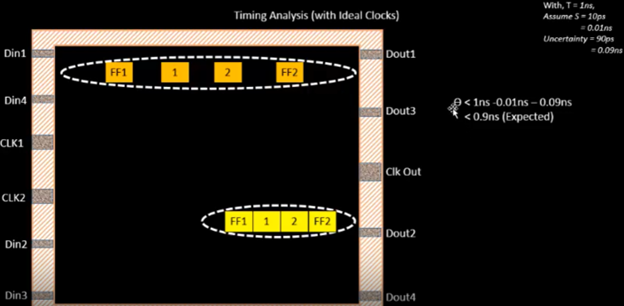 Timing Analysis (with Ideal Clocks)
With, T = 1ns,
Assume S = 10ps
= 0.01ns
Uncertainty = 90ps
= 0.09ns
Din1
Din4
CLK1
CLK2
Din2
Din3
FF1 1 2 FF2
FF1 1 2 FF2
Dout1
Dout3
Clk Out
Dout2
Dout4
Θ < 1ns -0.01ns – 0.09ns
< 0.9ns (Expected)